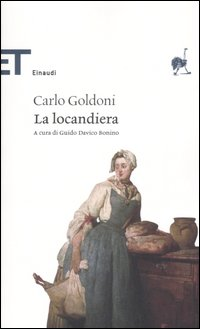 ET
Einaudi
Carlo Goldoni
La locandiera
A cura di Guido Davico Bonino